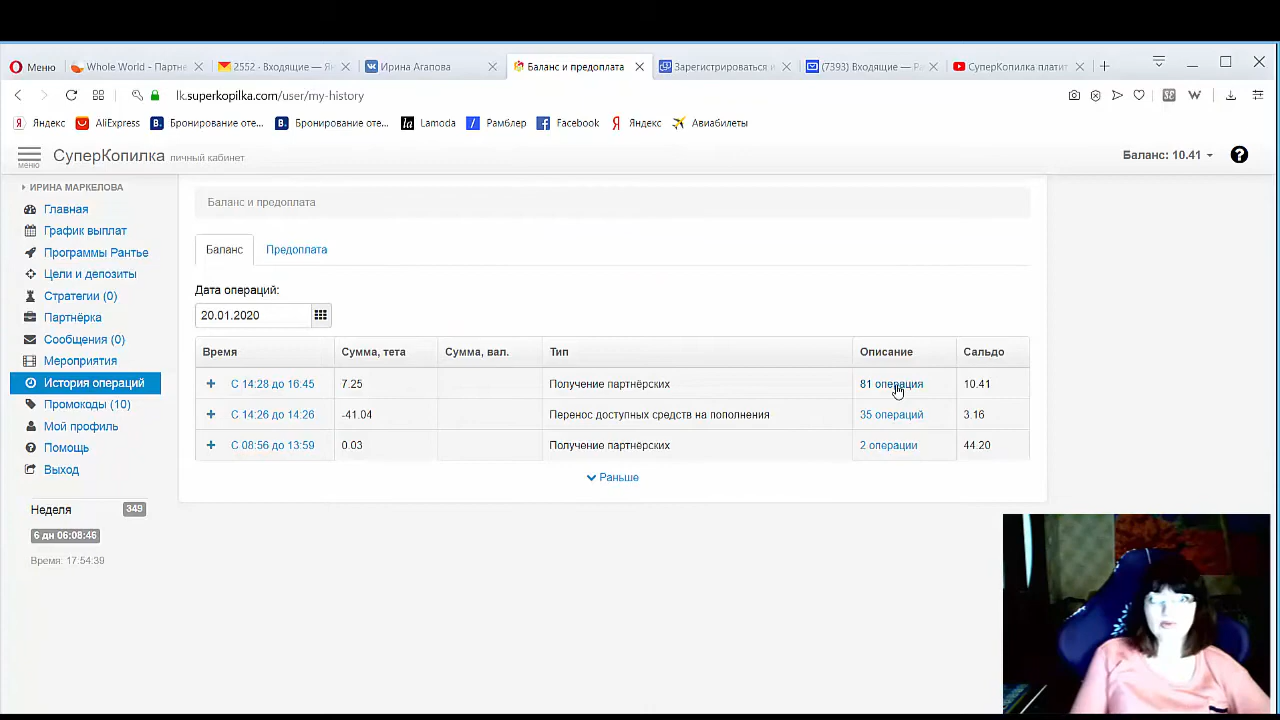 Меню
Whole World - Партне
2552 - Входящие — Ян
Ирина Агапова
Баланс и предоплата
Зарегистрироваться и
(7393) Входящие — Ра
СуперКопилка платит
lk.superkopilka.com/user/my-history
Яндекс
AliExpress
Бронирование оте...
Бронирование оте...
Lamoda
Рамблер
Facebook
Яндекс
Авиабилеты
меню
СуперКопилка личный кабинет
Баланс: 10.41
ИРИНА МАРКЕЛОВА
Главная
График выплат
Программы Рантье
Цели и депозиты
Стратегии (0)
Партнёрка
Сообщения (0)
Мероприятия
История операций
Промокоды (10)
Мой профиль
Помощь
Выход
Неделя 349
6 дн 06:08:46
Время: 17:54:39
Баланс и предоплата
Баланс Предоплата
Дата операций:
20.01.2020
Время Сумма, тета Сумма, вал. Тип Описание Сальдо
+ С 14:28 до 16:45 7.25 Получение партнёрских 81 операция 10.41
+ С 14:26 до 14:26 -41.04 Перенос доступных средств на пополнения 35 операций 3.16
+ С 08:56 до 13:59 0.03 Получение партнёрских 2 операции 44.20
Раньше